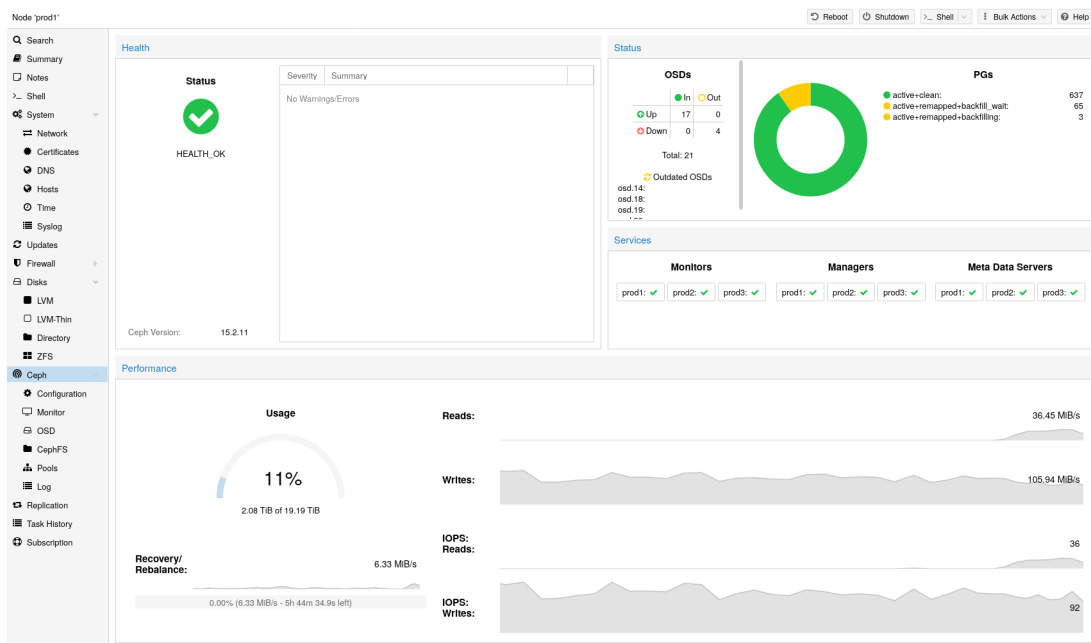 Node 'prod1'
Reboot Shutdown >_ Shell Bulk Actions Help
Search
Summary
Notes
>_ Shell
System
Network
Certificates
DNS
Hosts
Time
Syslog
Updates
Firewall
Disks
LVM
LVM-Thin
Directory
ZFS
Ceph
Configuration
Monitor
OSD
CephFS
Pools
Log
Replication
Task History
Subscription
Health
Status
HEALTH_OK
Severity Summary
No Warnings/Errors
Ceph Version: 15.2.11
Status
OSDs
In Out
Up 17 0
Down 0 4
Total: 21
Outdated OSDs
osd.14:
osd.18:
osd.19:
PGs
active+clean: 637
active+remapped+backfill_wait: 65
active+remapped+backfilling: 3
Services
Monitors Managers Meta Data Servers
prod1: prod2: prod3: prod1: prod2: prod3: prod1: prod2: prod3:
Performance
Usage
11%
2.08 TiB of 19.19 TiB
Recovery/
Rebalance:
6.33 MiB/s
0.00% (6.33 MiB/s - 5h 44m 34.9s left)
Reads: 36.45 MiB/s
Writes: 105.94 MiB/s
IOPS:
Reads: 36
IOPS:
Writes: 92